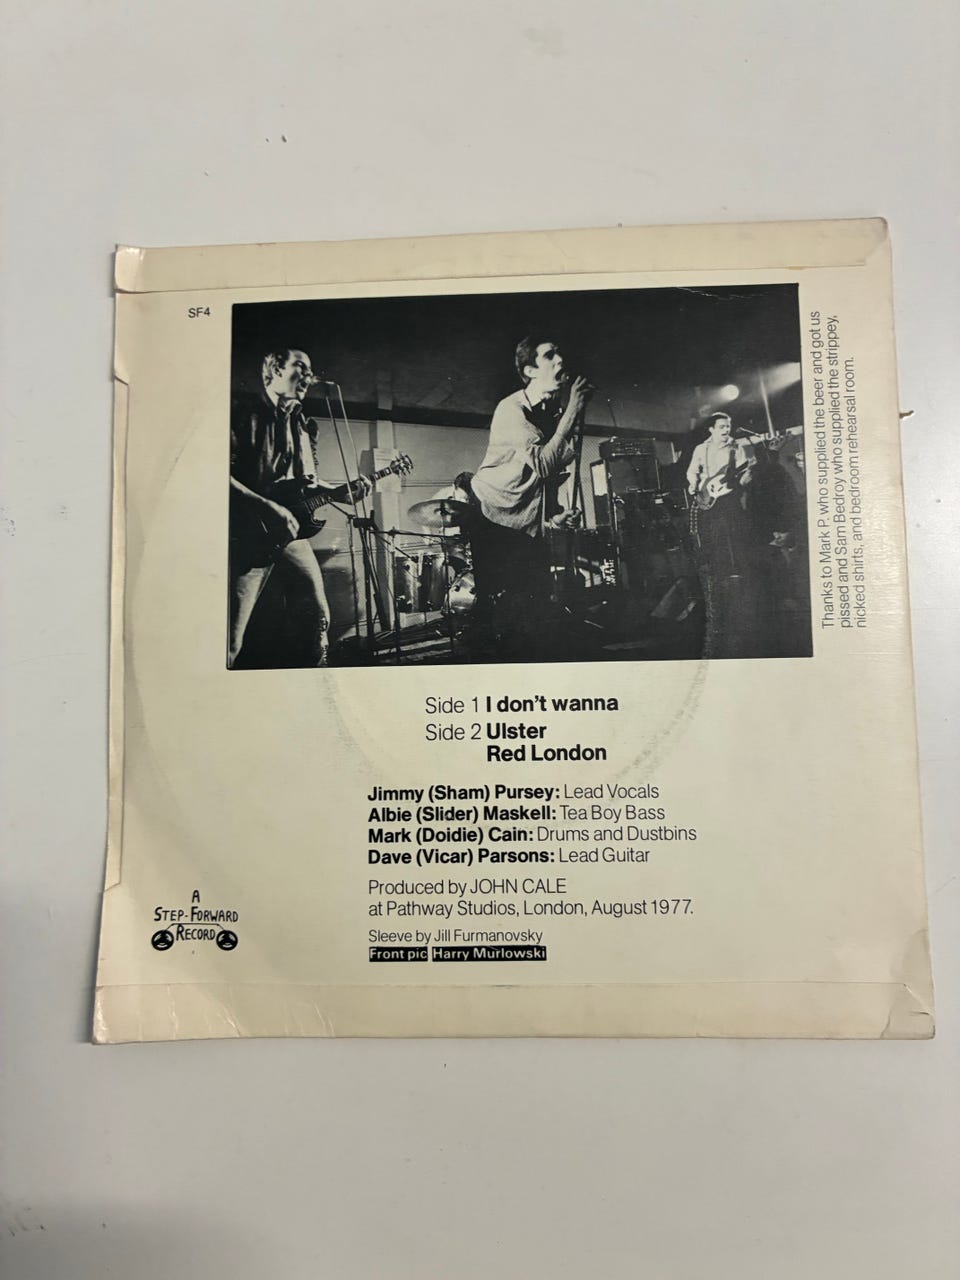 SF4
Thanks to Mark P. who supplied the beer and got us
pissed and Sam Bedroy who supplied the strippey,
nicked shirts, and bedroom rehearsal room.
Side 1 I don't wanna
Side 2 Ulster
Red London
Jimmy (Sham) Pursey: Lead Vocals
Albie (Slider) Maskell: Tea Boy Bass
Mark (Doidie) Cain: Drums and Dustbins
Dave (Vicar) Parsons: Lead Guitar
Produced by JOHN CALE
at Pathway Studios, London, August 1977.
Sleeve by Jill Furmanovsky
Front pic Harry Murlowski
A
STEP-FORWARD
RECORD